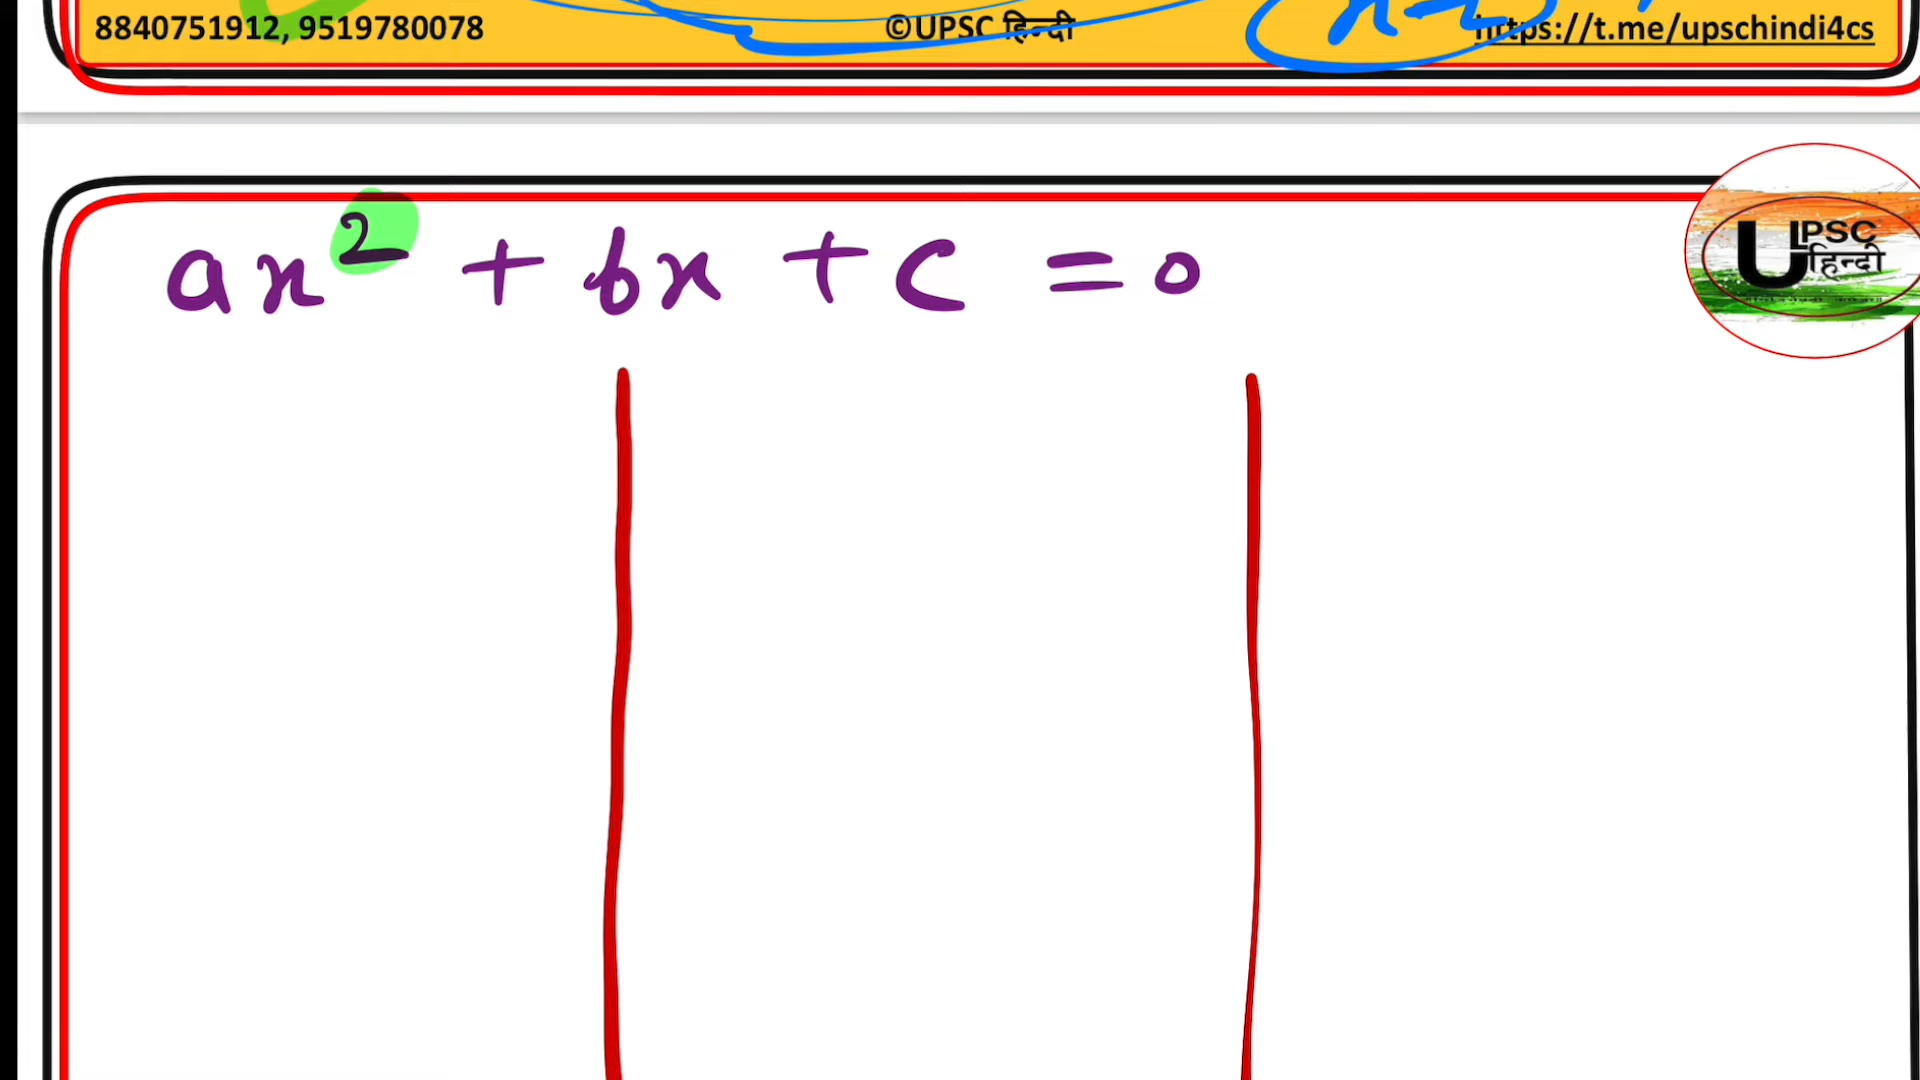 8840751912, 9519780078 ©UPSC हिन्दी https://t.me/upschindi4cs
ax² + bx + c = 0
UPSC
हिन्दी